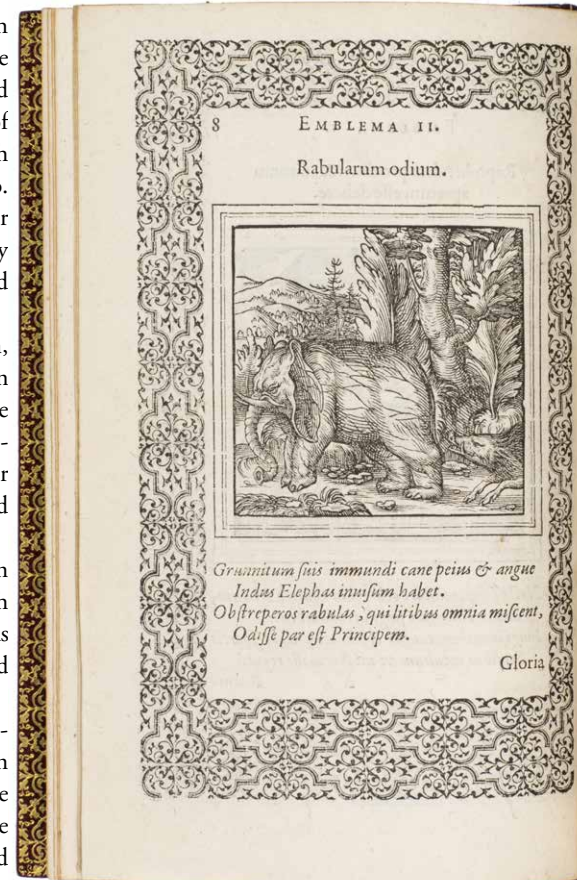 8 EMBLEMA II.
Rabularum odium.
Grunnitum ſuis immundi cane peius & angue
Indus Elephas inuiſum habet.
Obſtreperos rabulas, qui litibus omnia miſcent,
Odiſſe par eſt Principem.
Gloria